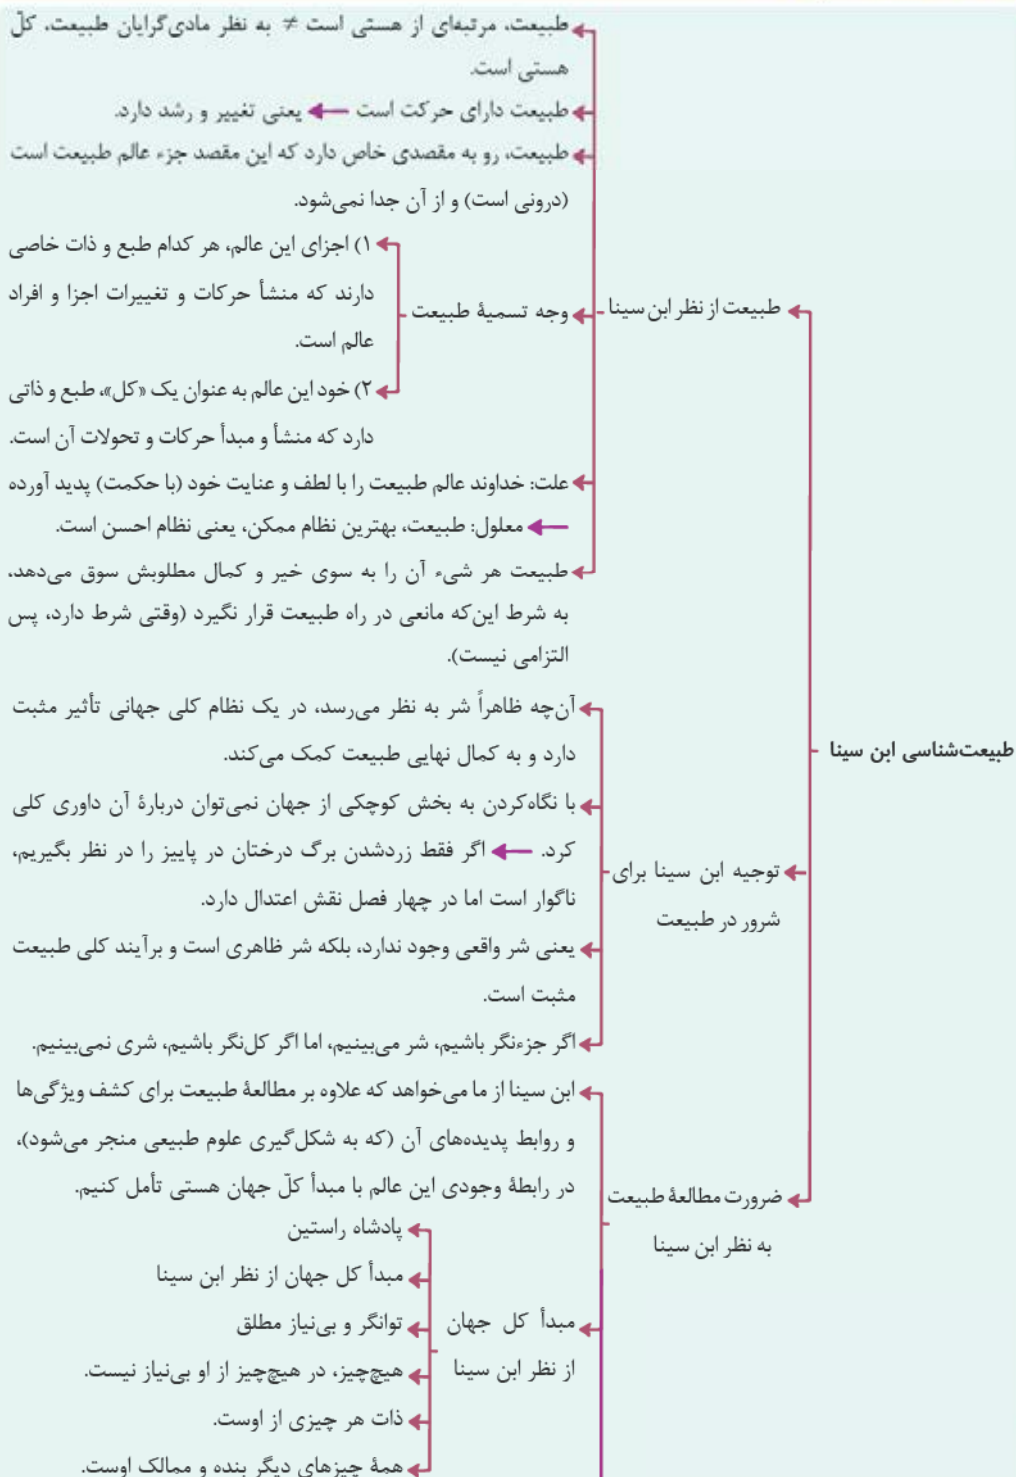 طبیعت‌شناسی ابن سینا
طبیعت از نظر ابن سینا
طبیعت، مرتبه‌ای از هستی است ≠ به نظر مادی‌گرایان طبیعت، کلّ
هستی است.
طبیعت دارای حرکت است ← یعنی تغییر و رشد دارد.
طبیعت، رو به مقصدی خاص دارد که این مقصد جزء عالم طبیعت است
(درونی است) و از آن جدا نمی‌شود.
وجه تسمیهٔ طبیعت
۱) اجزای این عالم، هر کدام طبع و ذات خاصی
دارند که منشأ حرکات و تغییرات اجزا و افراد
عالم است.
۲) خود این عالم به عنوان یک «کل»، طبع و ذاتی
دارد که منشأ و مبدأ حرکات و تحولات آن است.
علت: خداوند عالم طبیعت را با لطف و عنایت خود (با حکمت) پدید آورده
← معلول: طبیعت، بهترین نظام ممکن، یعنی نظام احسن است.
طبیعت هر شیء آن را به سوی خیر و کمال مطلوبش سوق می‌دهد،
به شرط این‌که مانعی در راه طبیعت قرار نگیرد (وقتی شرط دارد، پس
التزامی نیست).
توجیه ابن سینا برای
شرور در طبیعت
آن‌چه ظاهراً شر به نظر می‌رسد، در یک نظام کلی جهانی تأثیر مثبت
دارد و به کمال نهایی طبیعت کمک می‌کند.
با نگاه‌کردن به بخش کوچکی از جهان نمی‌توان دربارهٔ آن داوری کلی
کرد. ← اگر فقط زردشدن برگ درختان در پاییز را در نظر بگیریم،
ناگوار است اما در چهار فصل نقش اعتدال دارد.
یعنی شر واقعی وجود ندارد، بلکه شر ظاهری است و برآیند کلی طبیعت
مثبت است.
اگر جزءنگر باشیم، شر می‌بینیم، اما اگر کل‌نگر باشیم، شری نمی‌بینیم.
ضرورت مطالعهٔ طبیعت
به نظر ابن سینا
ابن سینا از ما می‌خواهد که علاوه بر مطالعهٔ طبیعت برای کشف ویژگی‌ها
و روابط پدیده‌های آن (که به شکل‌گیری علوم طبیعی منجر می‌شود)،
در رابطهٔ وجودی این عالم با مبدأ کلّ جهان هستی تأمل کنیم.
مبدأ کل جهان
از نظر ابن سینا
پادشاه راستین
مبدأ کل جهان از نظر ابن سینا
توانگر و بی‌نیاز مطلق
هیچ‌چیز، در هیچ‌چیز از او بی‌نیاز نیست.
ذات هر چیزی از اوست.
همهٔ چیزهای دیگر بنده و ممالک اوست.